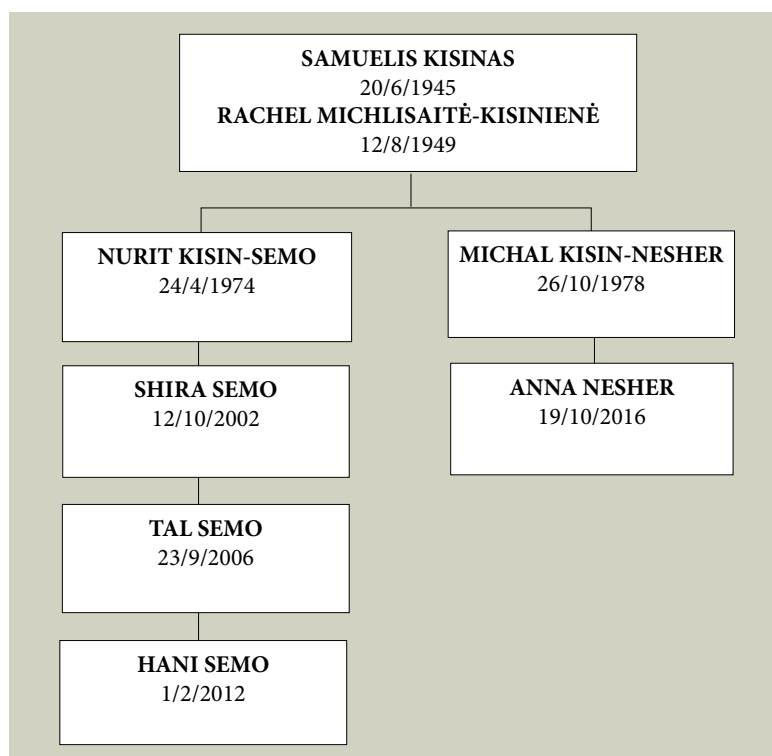 SAMUELIS KISINAS
20/6/1945
RACHEL MICHLISAITĖ-KISINIENĖ
12/8/1949
NURIT KISIN-SEMO
24/4/1974
MICHAL KISIN-NESHER
26/10/1978
SHIRA SEMO
12/10/2002
ANNA NESHER
19/10/2016
TAL SEMO
23/9/2006
HANI SEMO
1/2/2012